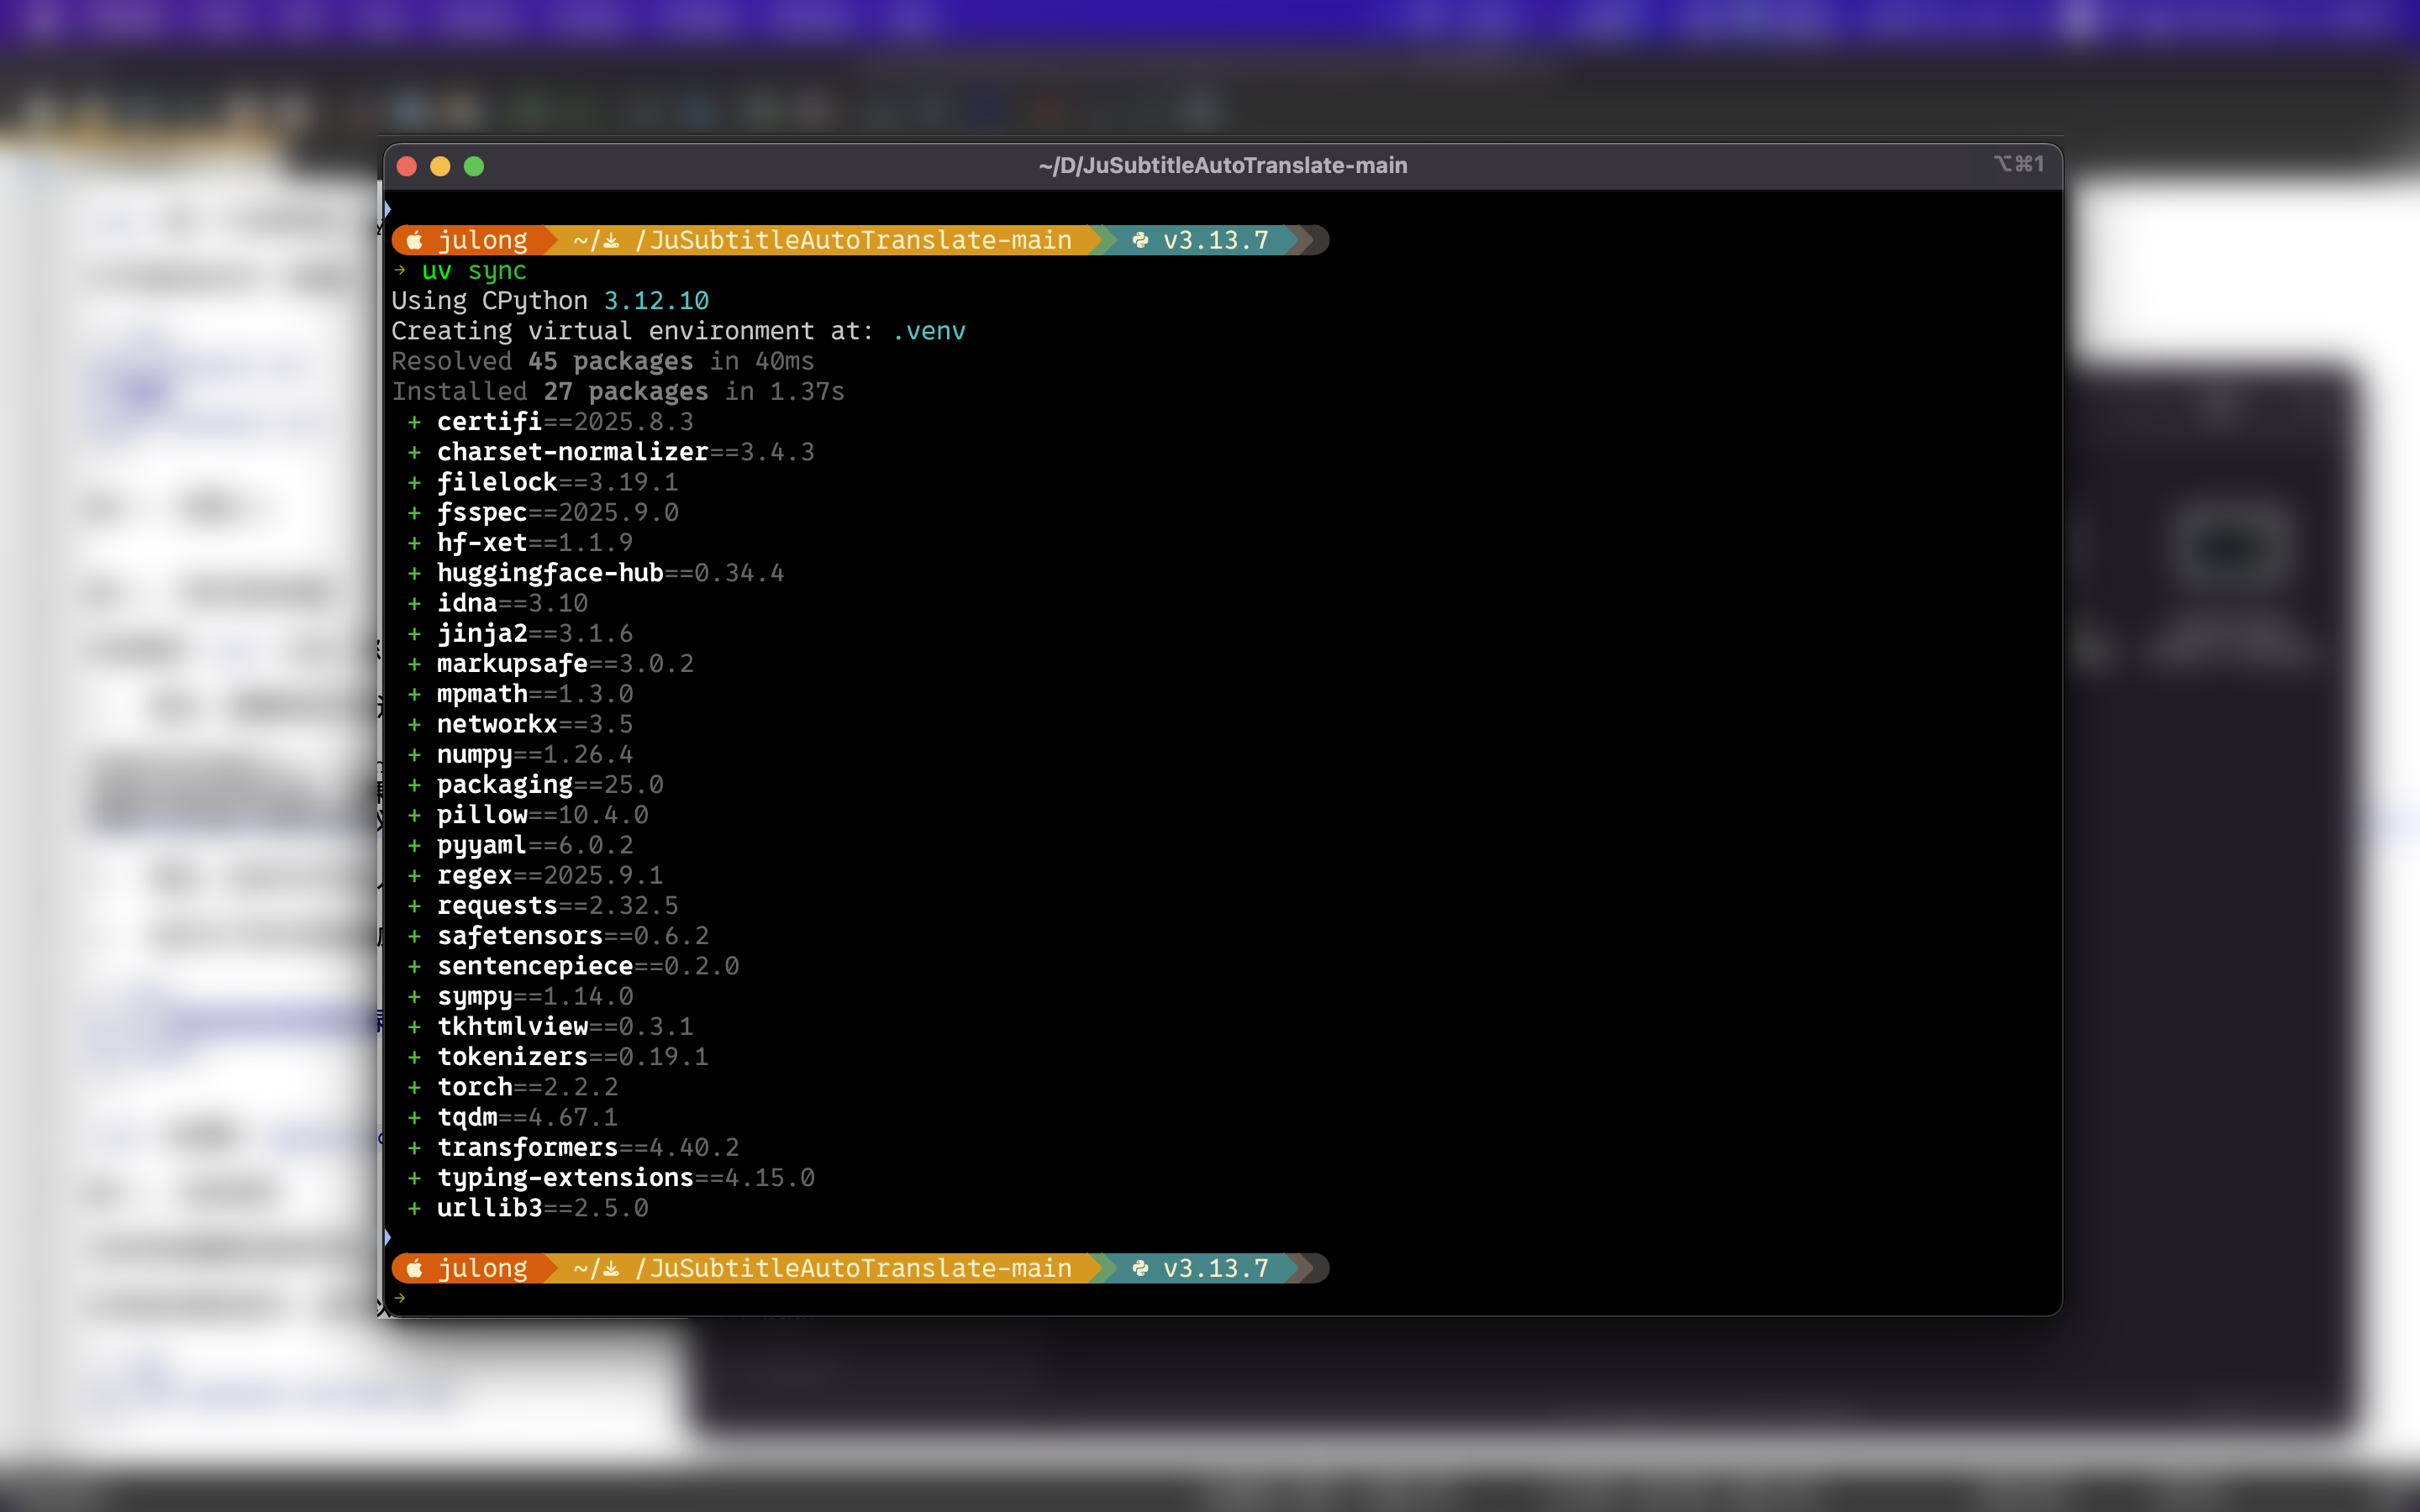 ~/D/JuSubtitleAutoTranslate-main ⌥⌘1
julong ~/ /JuSubtitleAutoTranslate-main v3.13.7
→ uv sync
Using CPython 3.12.10
Creating virtual environment at: .venv
Resolved 45 packages in 40ms
Installed 27 packages in 1.37s
+ certifi==2025.8.3
+ charset-normalizer==3.4.3
+ filelock==3.19.1
+ fsspec==2025.9.0
+ hf-xet==1.1.9
+ huggingface-hub==0.34.4
+ idna==3.10
+ jinja2==3.1.6
+ markupsafe==3.0.2
+ mpmath==1.3.0
+ networkx==3.5
+ numpy==1.26.4
+ packaging==25.0
+ pillow==10.4.0
+ pyyaml==6.0.2
+ regex==2025.9.1
+ requests==2.32.5
+ safetensors==0.6.2
+ sentencepiece==0.2.0
+ sympy==1.14.0
+ tkhtmlview==0.3.1
+ tokenizers==0.19.1
+ torch==2.2.2
+ tqdm==4.67.1
+ transformers==4.40.2
+ typing-extensions==4.15.0
+ urllib3==2.5.0
julong ~/ /JuSubtitleAutoTranslate-main v3.13.7
→